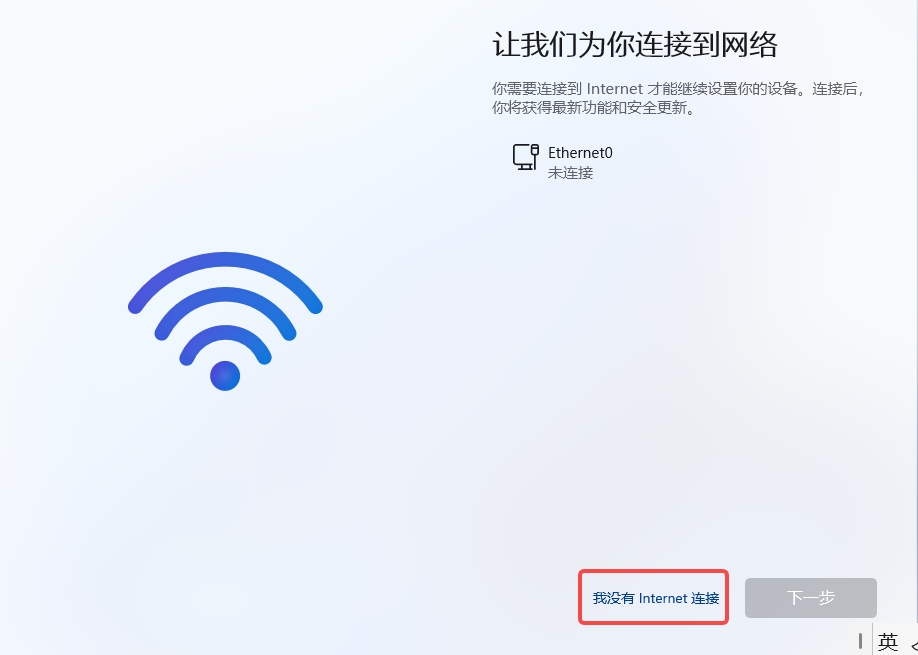 让我们为你连接到网络
你需要连接到 Internet 才能继续设置你的设备。连接后，
你将获得最新功能和安全更新。
Ethernet0
未连接
我没有 Internet 连接
下一步
英